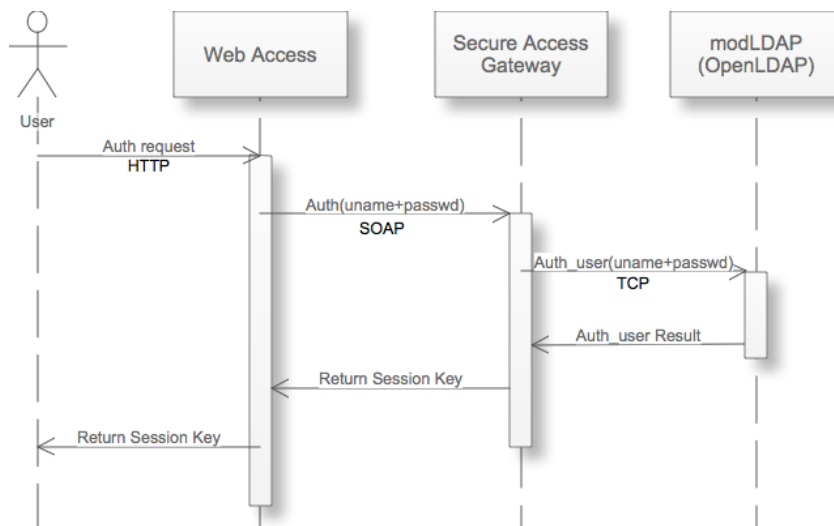 Web Access
Secure Access
Gateway
modLDAP
(OpenLDAP)
User
Auth request
HTTP
Auth(uname+passwd)
SOAP
Auth_user(uname+passwd)
TCP
Auth_user Result
Return Session Key
Return Session Key